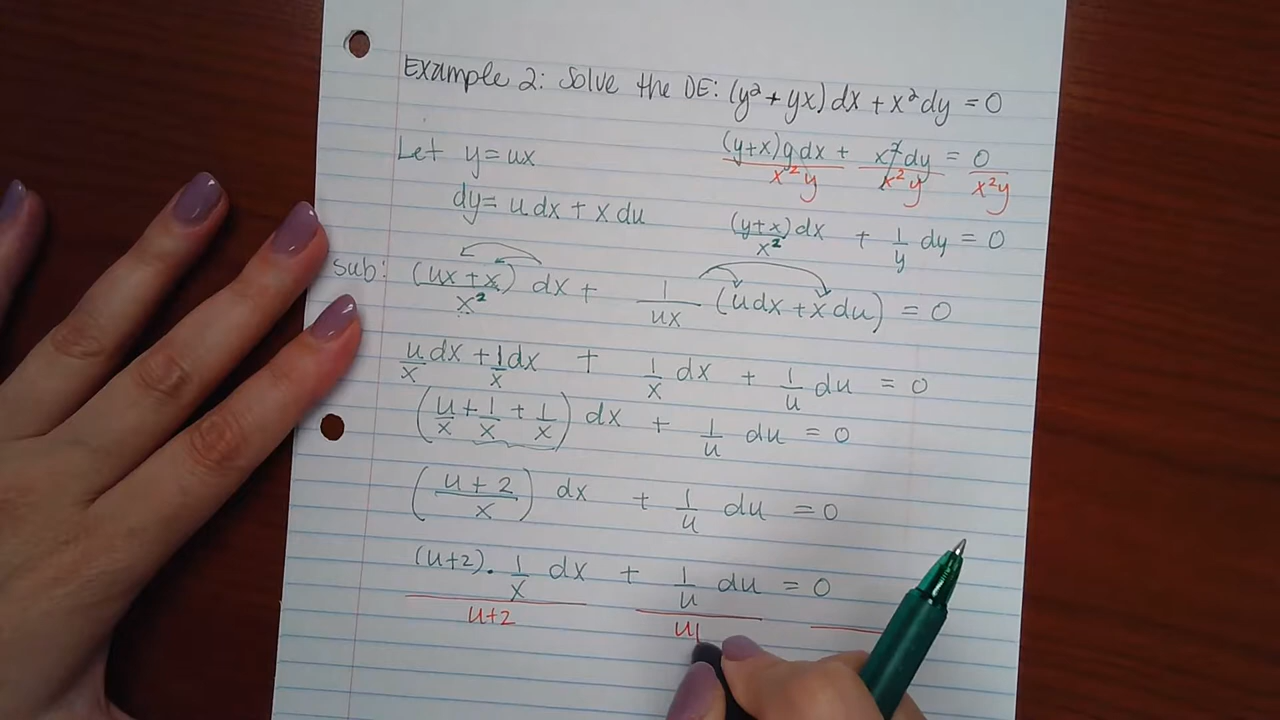 Example 2: Solve the DE: (y² + yx) dx + x² dy = 0
Let y = ux
(y+x)y dx / x²y + x² dy / x²y = 0 / x²y
dy = u dx + x du
(y+x)/x² dx + 1/y dy = 0
sub: (ux + x)/x² dx + 1/ux (u dx + x du) = 0
u/x dx + 1/x dx + 1/x dx + 1/u du = 0
(u/x + 1/x + 1/x) dx + 1/u du = 0
((u + 2)/x) dx + 1/u du = 0
(u+2) · 1/x dx + 1/u du = 0
u+2 u